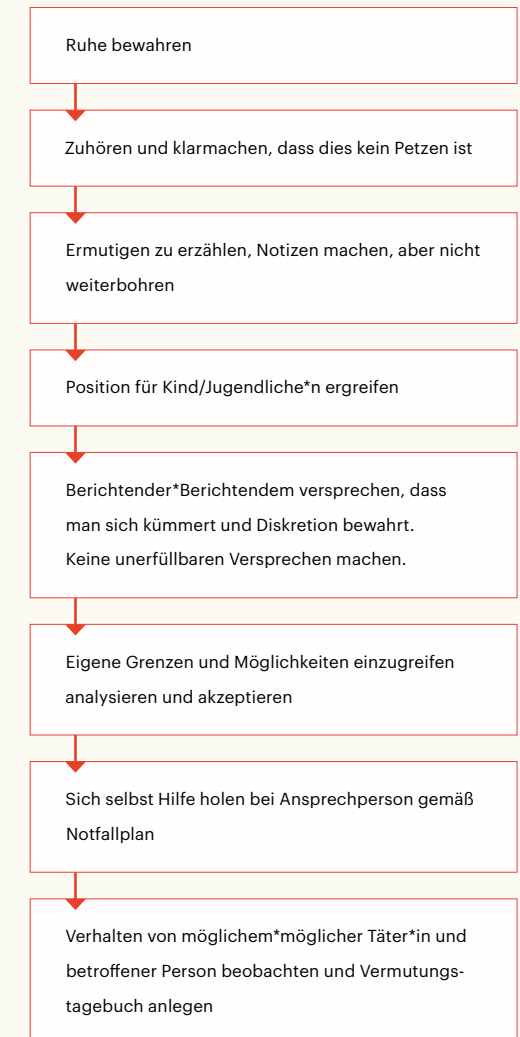 Ruhe bewahren
Zuhören und klarmachen, dass dies kein Petzen ist
Ermutigen zu erzählen, Notizen machen, aber nicht
weiterbohren
Position für Kind/Jugendliche*n ergreifen
Berichtender*Berichtendem versprechen, dass
man sich kümmert und Diskretion bewahrt.
Keine unerfüllbaren Versprechen machen.
Eigene Grenzen und Möglichkeiten einzugreifen
analysieren und akzeptieren
Sich selbst Hilfe holen bei Ansprechperson gemäß
Notfallplan
Verhalten von möglichem*möglicher Täter*in und
betroffener Person beobachten und Vermutungs-
tagebuch anlegen